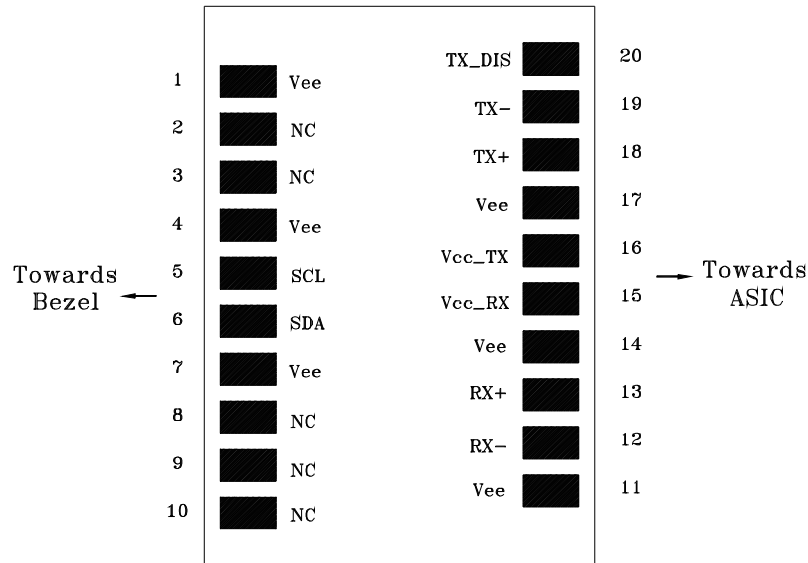 TX_DIS 20
1 Vee
TX- 19
2 NC
TX+ 18
3 NC
Vee 17
4 Vee
Vcc_TX 16
5 SCL
Towards
Bezel
Towards
ASIC
Vcc_RX 15
6 SDA
Vee 14
7 Vee
RX+ 13
8 NC
RX- 12
9 NC
Vee 11
10 NC